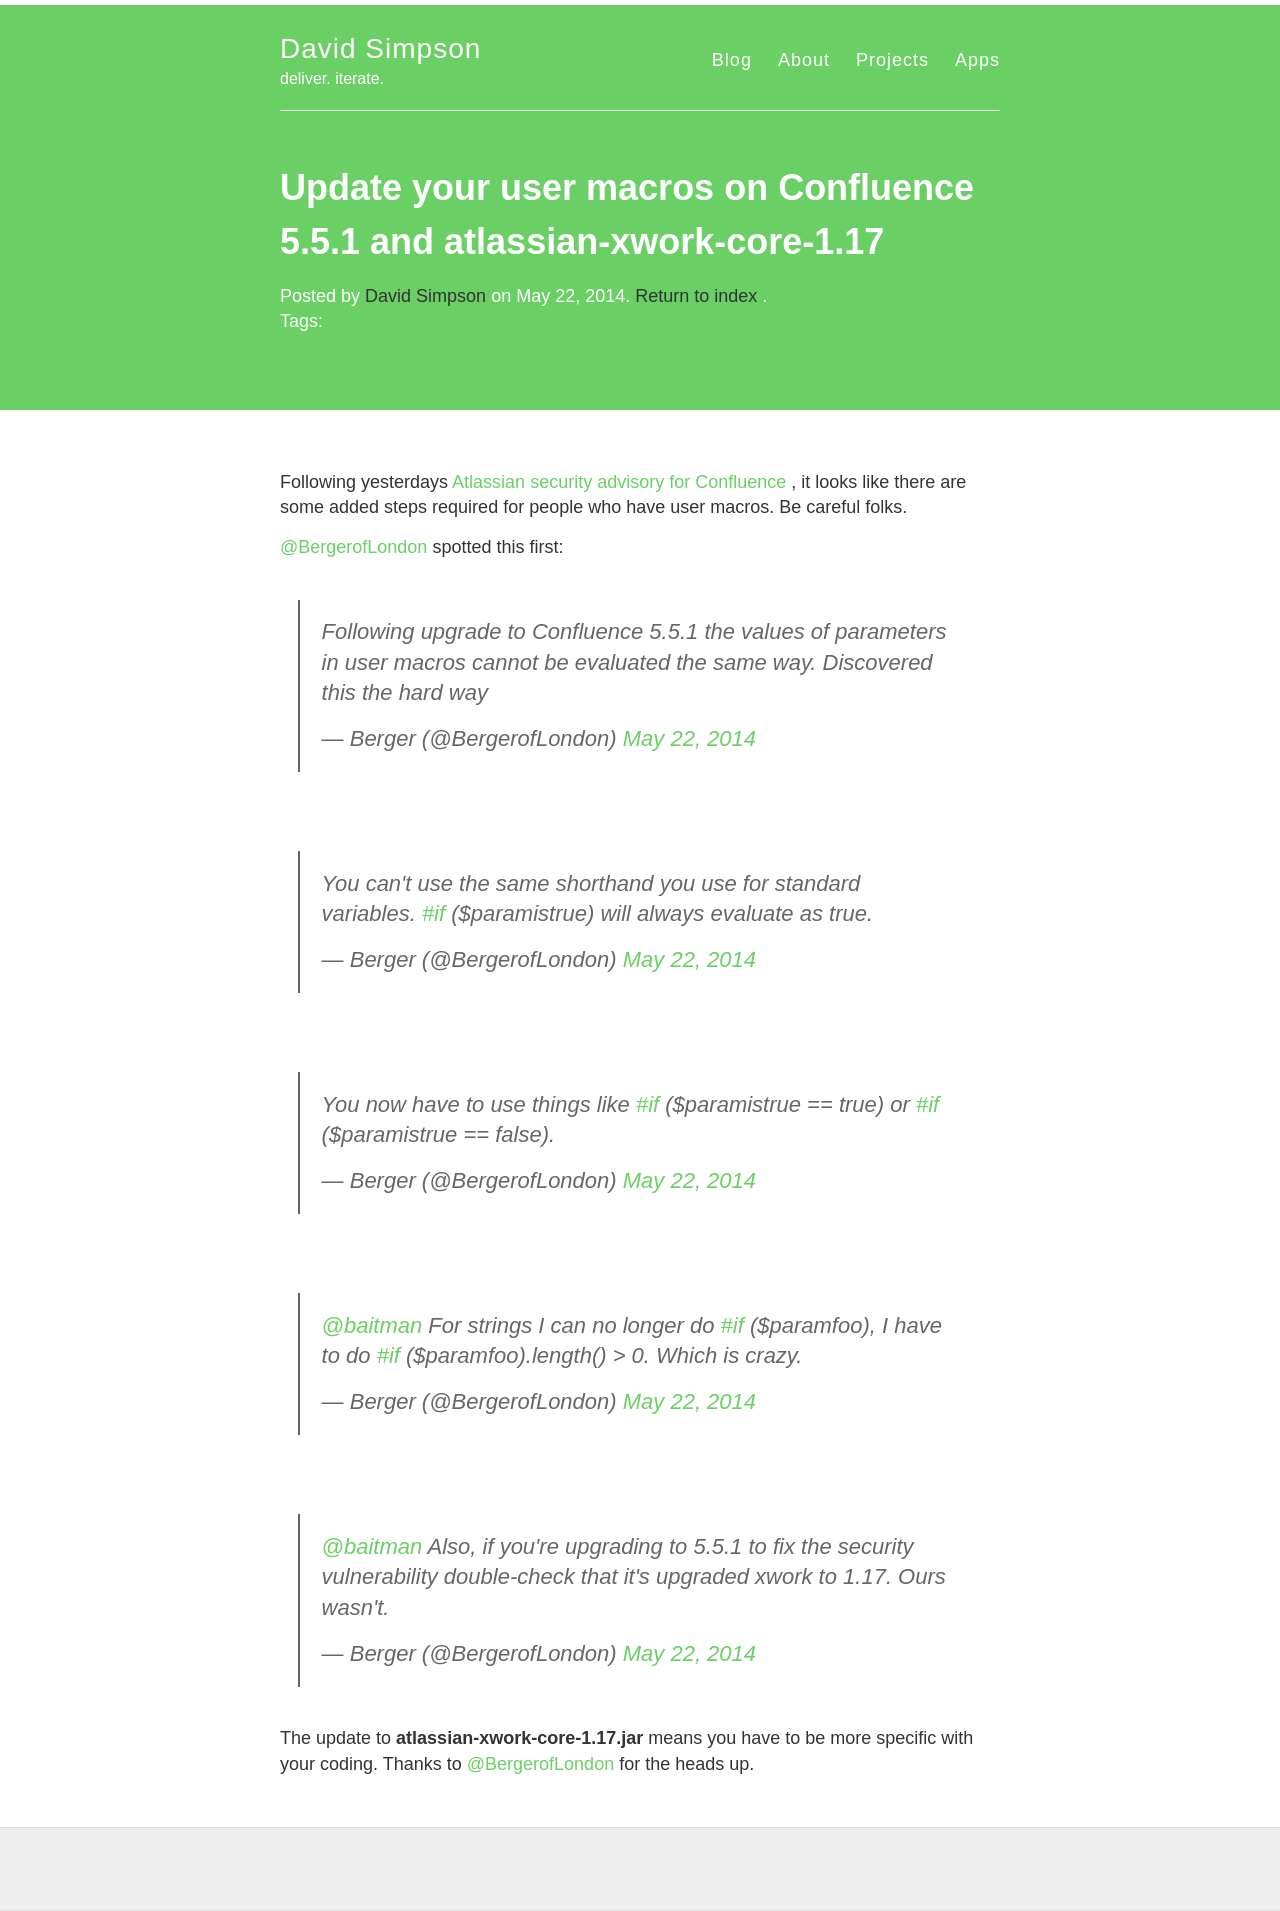 David Simpson
deliver. iterate.
Blog About Projects Apps
Update your user macros on Confluence
5.5.1 and atlassian-xwork-core-1.17
Posted by David Simpson on May 22, 2014. Return to index .
Tags:
Following yesterdays Atlassian security advisory for Confluence , it looks like there are
some added steps required for people who have user macros. Be careful folks.
@BergerofLondon spotted this first:
Following upgrade to Confluence 5.5.1 the values of parameters
in user macros cannot be evaluated the same way. Discovered
this the hard way
— Berger (@BergerofLondon) May 22, 2014
You can't use the same shorthand you use for standard
variables. #if ($paramistrue) will always evaluate as true.
— Berger (@BergerofLondon) May 22, 2014
You now have to use things like #if ($paramistrue == true) or #if
($paramistrue == false).
— Berger (@BergerofLondon) May 22, 2014
@baitman For strings I can no longer do #if ($paramfoo), I have
to do #if ($paramfoo).length() > 0. Which is crazy.
— Berger (@BergerofLondon) May 22, 2014
@baitman Also, if you're upgrading to 5.5.1 to fix the security
vulnerability double-check that it's upgraded xwork to 1.17. Ours
wasn't.
— Berger (@BergerofLondon) May 22, 2014
The update to atlassian-xwork-core-1.17.jar means you have to be more specific with
your coding. Thanks to @BergerofLondon for the heads up.